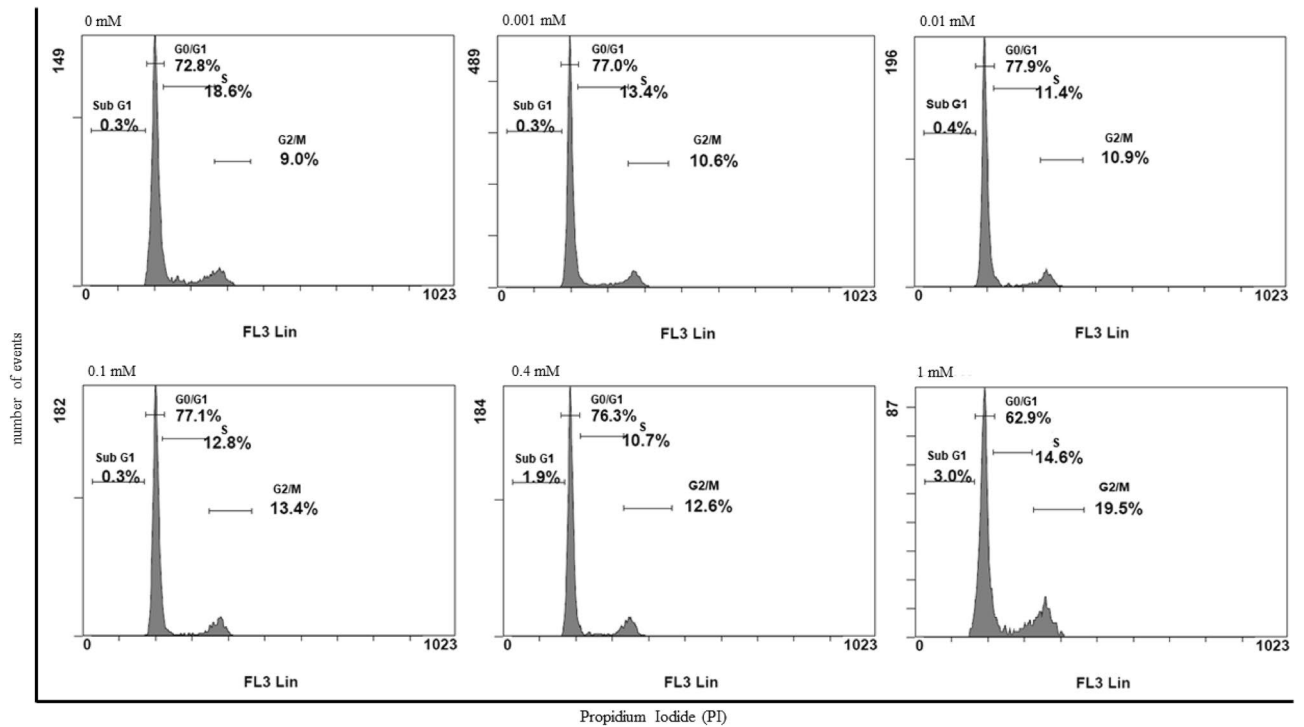 0 mM
149
G0/G1
72.8%
S
18.6%
Sub G1
0.3%
G2/M
9.0%
0
1023
FL3 Lin
0.001 mM
489
G0/G1
77.0%
S
13.4%
Sub G1
0.3%
G2/M
10.6%
0
1023
FL3 Lin
0.01 mM
196
G0/G1
77.9%
S
11.4%
Sub G1
0.4%
G2/M
10.9%
0
1023
FL3 Lin
number of events
0.1 mM
182
G0/G1
77.1%
S
12.8%
Sub G1
0.3%
G2/M
13.4%
0
1023
FL3 Lin
0.4 mM
184
G0/G1
76.3%
S
10.7%
Sub G1
1.9%
G2/M
12.6%
0
1023
FL3 Lin
1 mM
87
G0/G1
62.9%
S
14.6%
Sub G1
3.0%
G2/M
19.5%
0
1023
FL3 Lin
Propidium Iodide (PI)